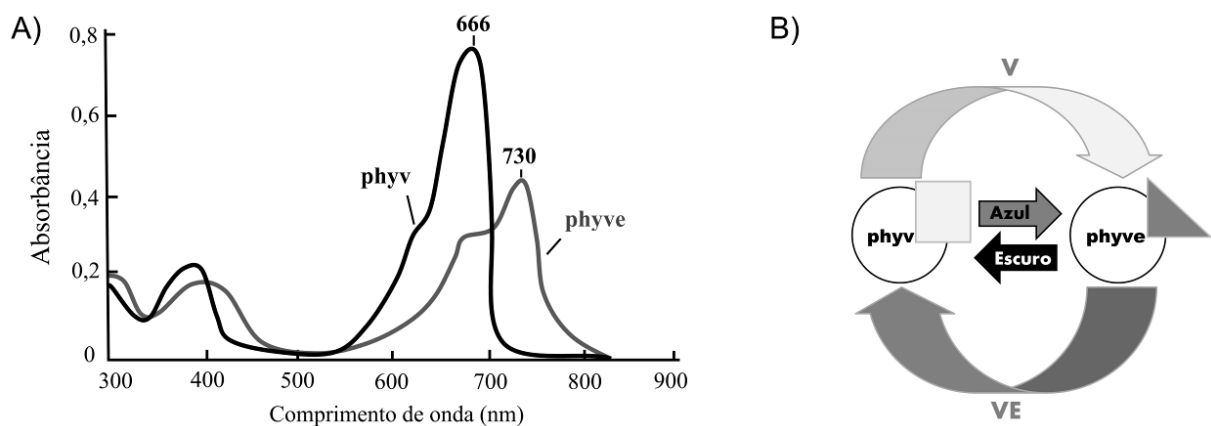 A)
Absorbância
0,8
0,6
0,4
0,2
0
666
730
phyv
phyve
300 400 500 600 700 800 900
Comprimento de onda (nm)
B)
V
phyv
Azul
Escuro
phyve
VE